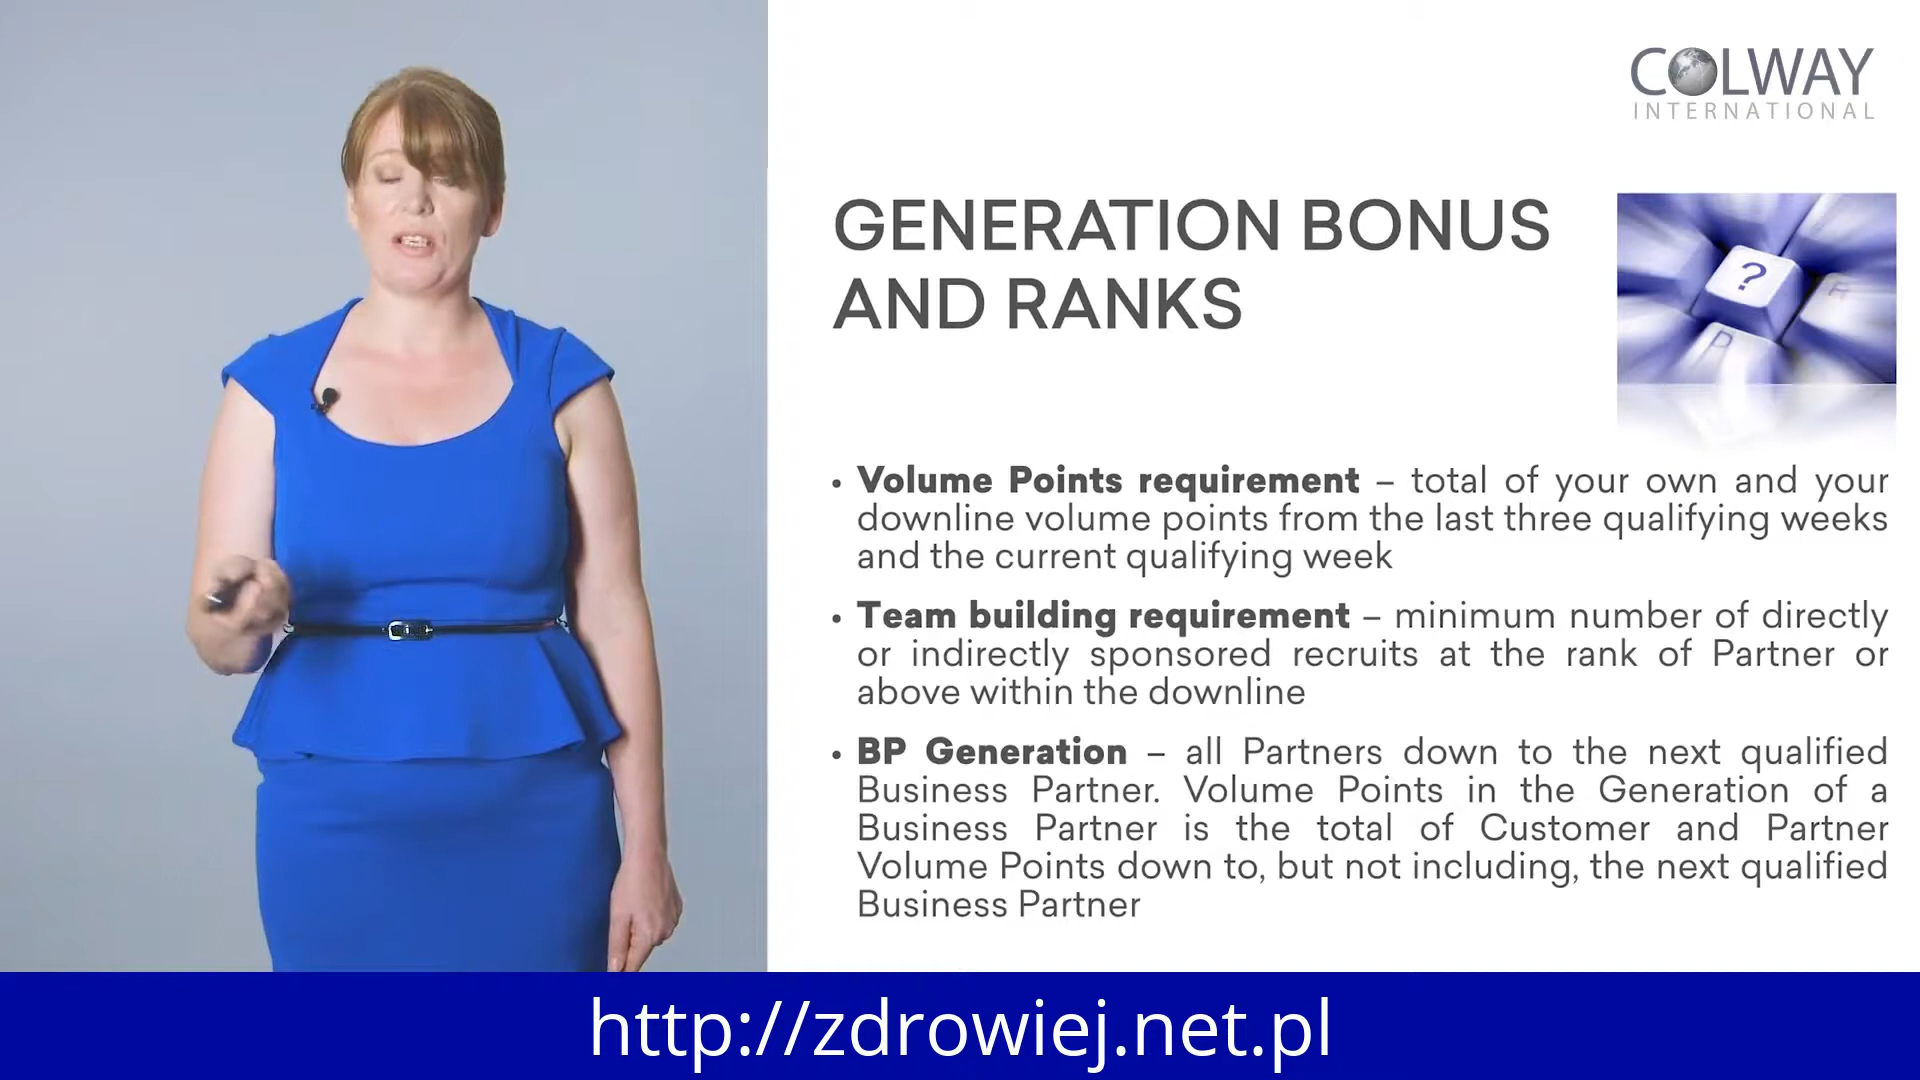 COLWAY
INTERNATIONAL
GENERATION BONUS
AND RANKS
?
• Volume Points requirement – total of your own and your
downline volume points from the last three qualifying weeks
and the current qualifying week
• Team building requirement – minimum number of directly
or indirectly sponsored recruits at the rank of Partner or
above within the downline
• BP Generation – all Partners down to the next qualified
Business Partner. Volume Points in the Generation of a
Business Partner is the total of Customer and Partner
Volume Points down to, but not including, the next qualified
Business Partner
http://zdrowiej.net.pl